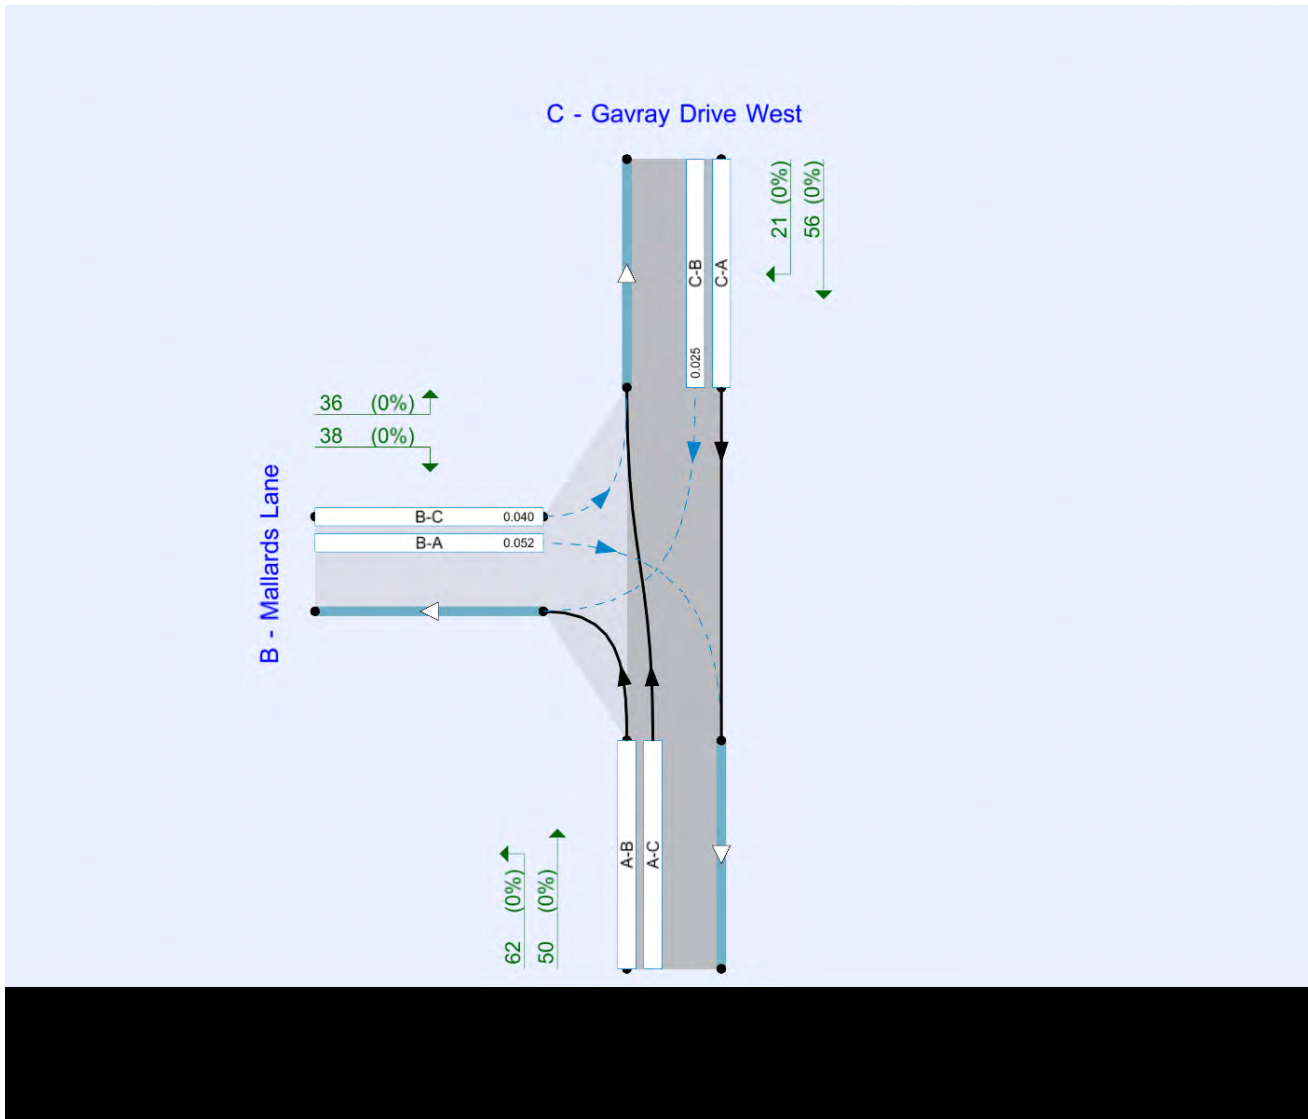 C - Gavray Drive West
21 (0%)
56 (0%)
C-B
0.025
C-A
36 (0%)
38 (0%)
B - Mallards Lane
B-C 0.040
B-A 0.052
A-B
A-C
62 (0%)
50 (0%)